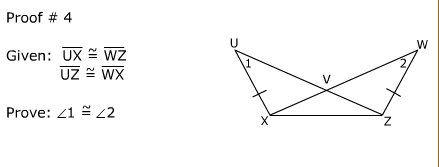 Proof # 4
Given: UX ≅ WZ
UZ ≅ WX
Prove: ∠1 ≅ ∠2
U
W
1
2
V
X
Z